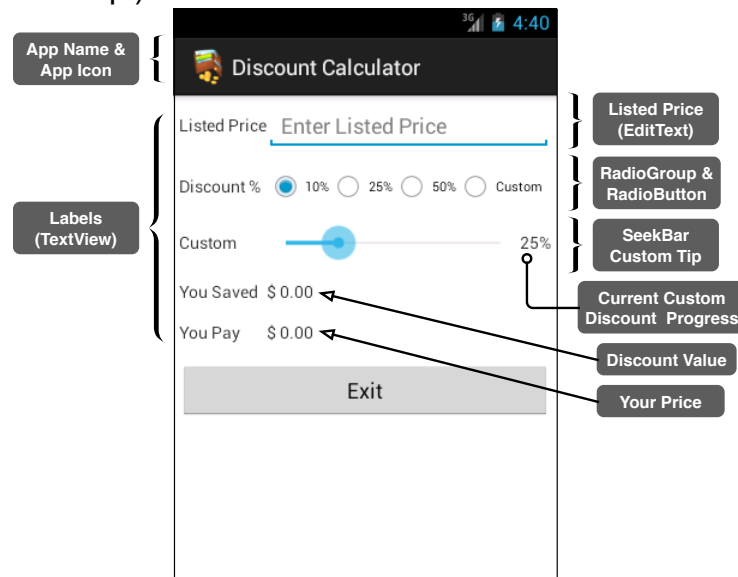 3G 4:40
App Name &
App Icon
Discount Calculator
Listed Price Enter Listed Price
Listed Price
(EditText)
Discount % 10% 25% 50% Custom
RadioGroup &
RadioButton
Labels
(TextView)
Custom 25%
SeekBar
Custom Tip
You Saved $ 0.00
Current Custom
Discount Progress
You Pay $ 0.00
Discount Value
Exit
Your Price